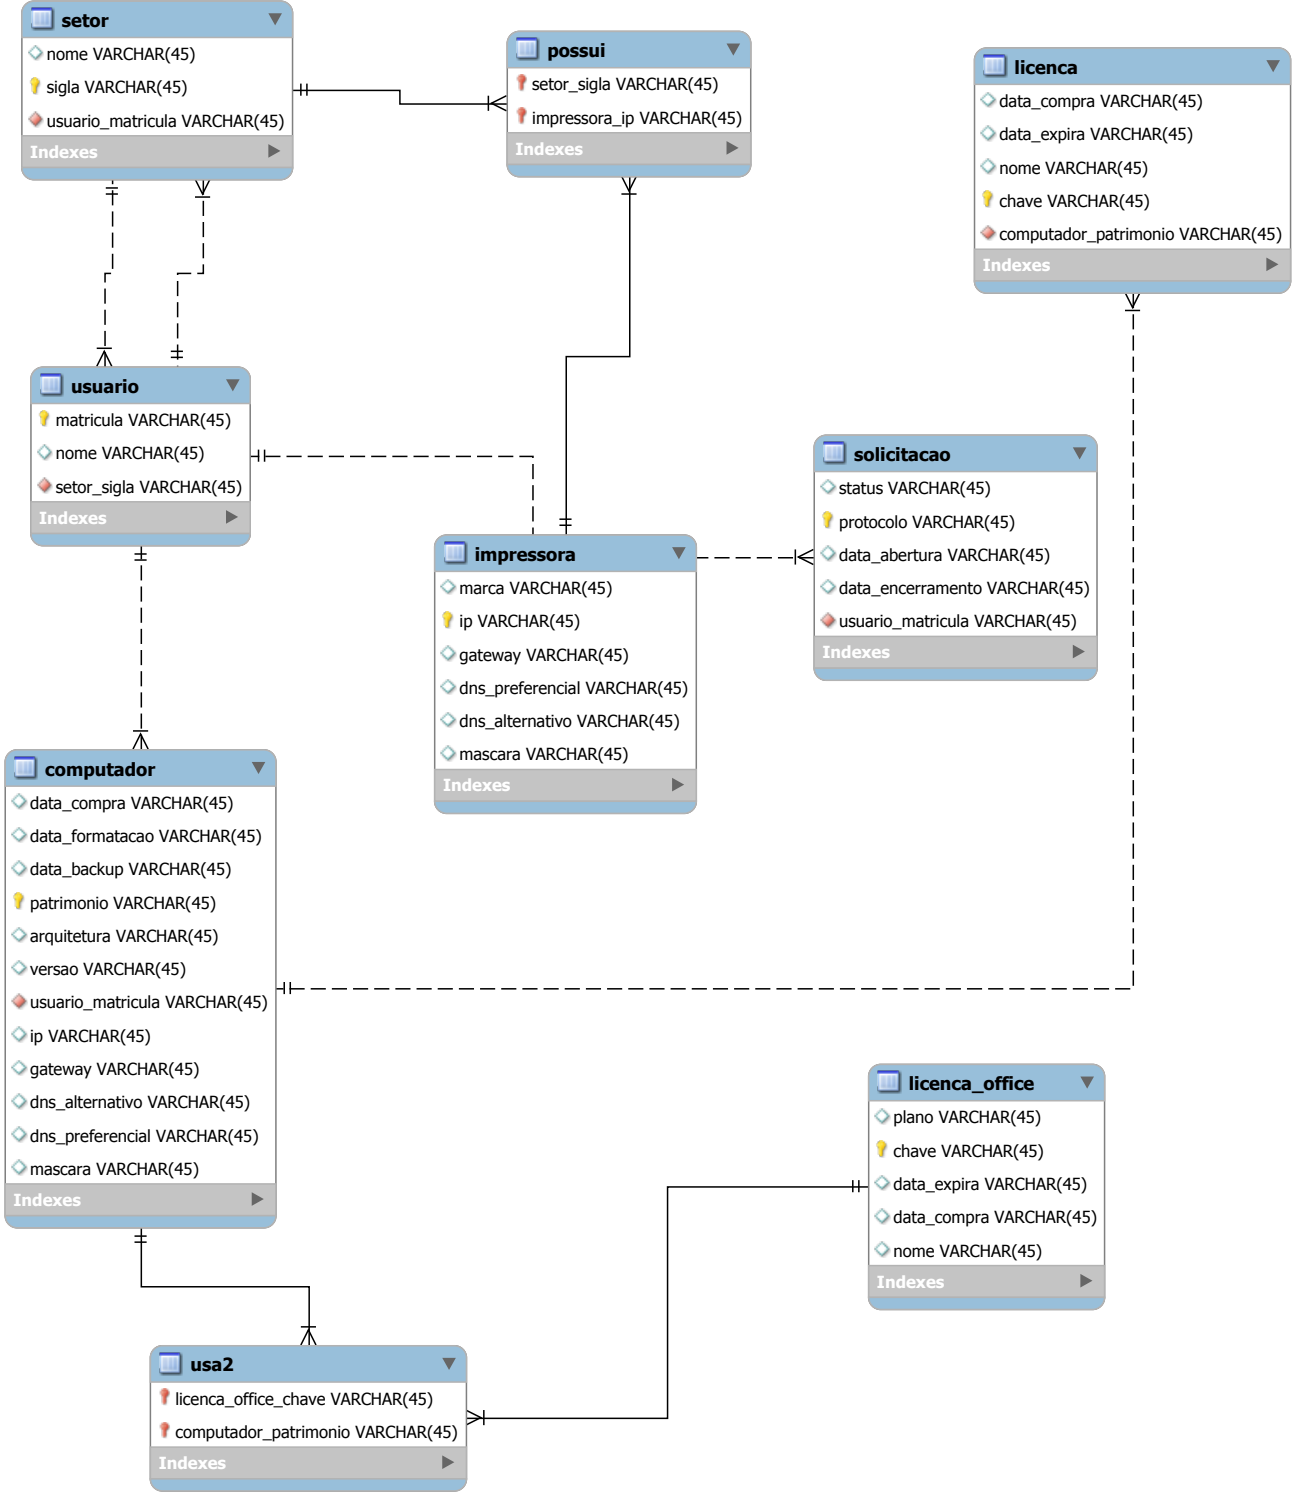 setor
nome VARCHAR(45)
sigla VARCHAR(45)
usuario_matricula VARCHAR(45)
Indexes
possui
setor_sigla VARCHAR(45)
impressora_ip VARCHAR(45)
Indexes
licenca
data_compra VARCHAR(45)
data_expira VARCHAR(45)
nome VARCHAR(45)
chave VARCHAR(45)
computador_patrimonio VARCHAR(45)
Indexes
usuario
matricula VARCHAR(45)
nome VARCHAR(45)
setor_sigla VARCHAR(45)
Indexes
solicitacao
status VARCHAR(45)
protocolo VARCHAR(45)
data_abertura VARCHAR(45)
data_encerramento VARCHAR(45)
usuario_matricula VARCHAR(45)
Indexes
impressora
marca VARCHAR(45)
ip VARCHAR(45)
gateway VARCHAR(45)
dns_preferencial VARCHAR(45)
dns_alternativo VARCHAR(45)
mascara VARCHAR(45)
Indexes
computador
data_compra VARCHAR(45)
data_formatacao VARCHAR(45)
data_backup VARCHAR(45)
patrimonio VARCHAR(45)
arquitetura VARCHAR(45)
versao VARCHAR(45)
usuario_matricula VARCHAR(45)
ip VARCHAR(45)
gateway VARCHAR(45)
dns_alternativo VARCHAR(45)
dns_preferencial VARCHAR(45)
mascara VARCHAR(45)
Indexes
licenca_office
plano VARCHAR(45)
chave VARCHAR(45)
data_expira VARCHAR(45)
data_compra VARCHAR(45)
nome VARCHAR(45)
Indexes
usa2
licenca_office_chave VARCHAR(45)
computador_patrimonio VARCHAR(45)
Indexes